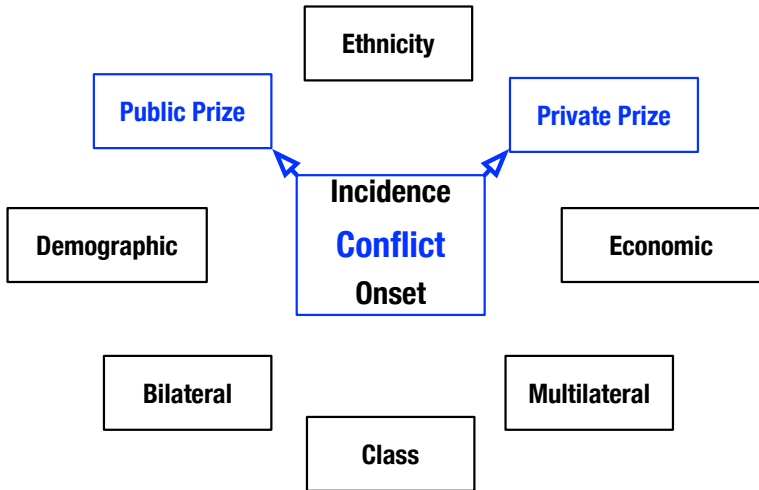 Ethnicity
Public Prize
Private Prize
Incidence
Conflict
Onset
Demographic
Economic
Bilateral
Multilateral
Class